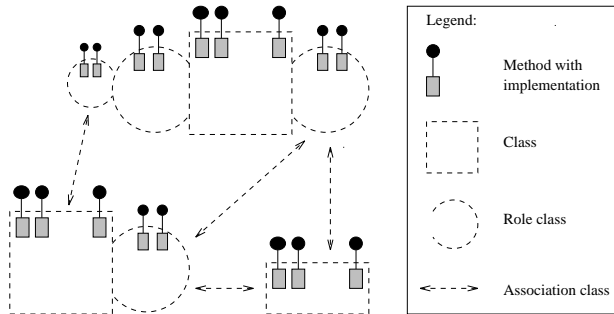 Legend:
Method with
implementation
Class
Role class
Association class